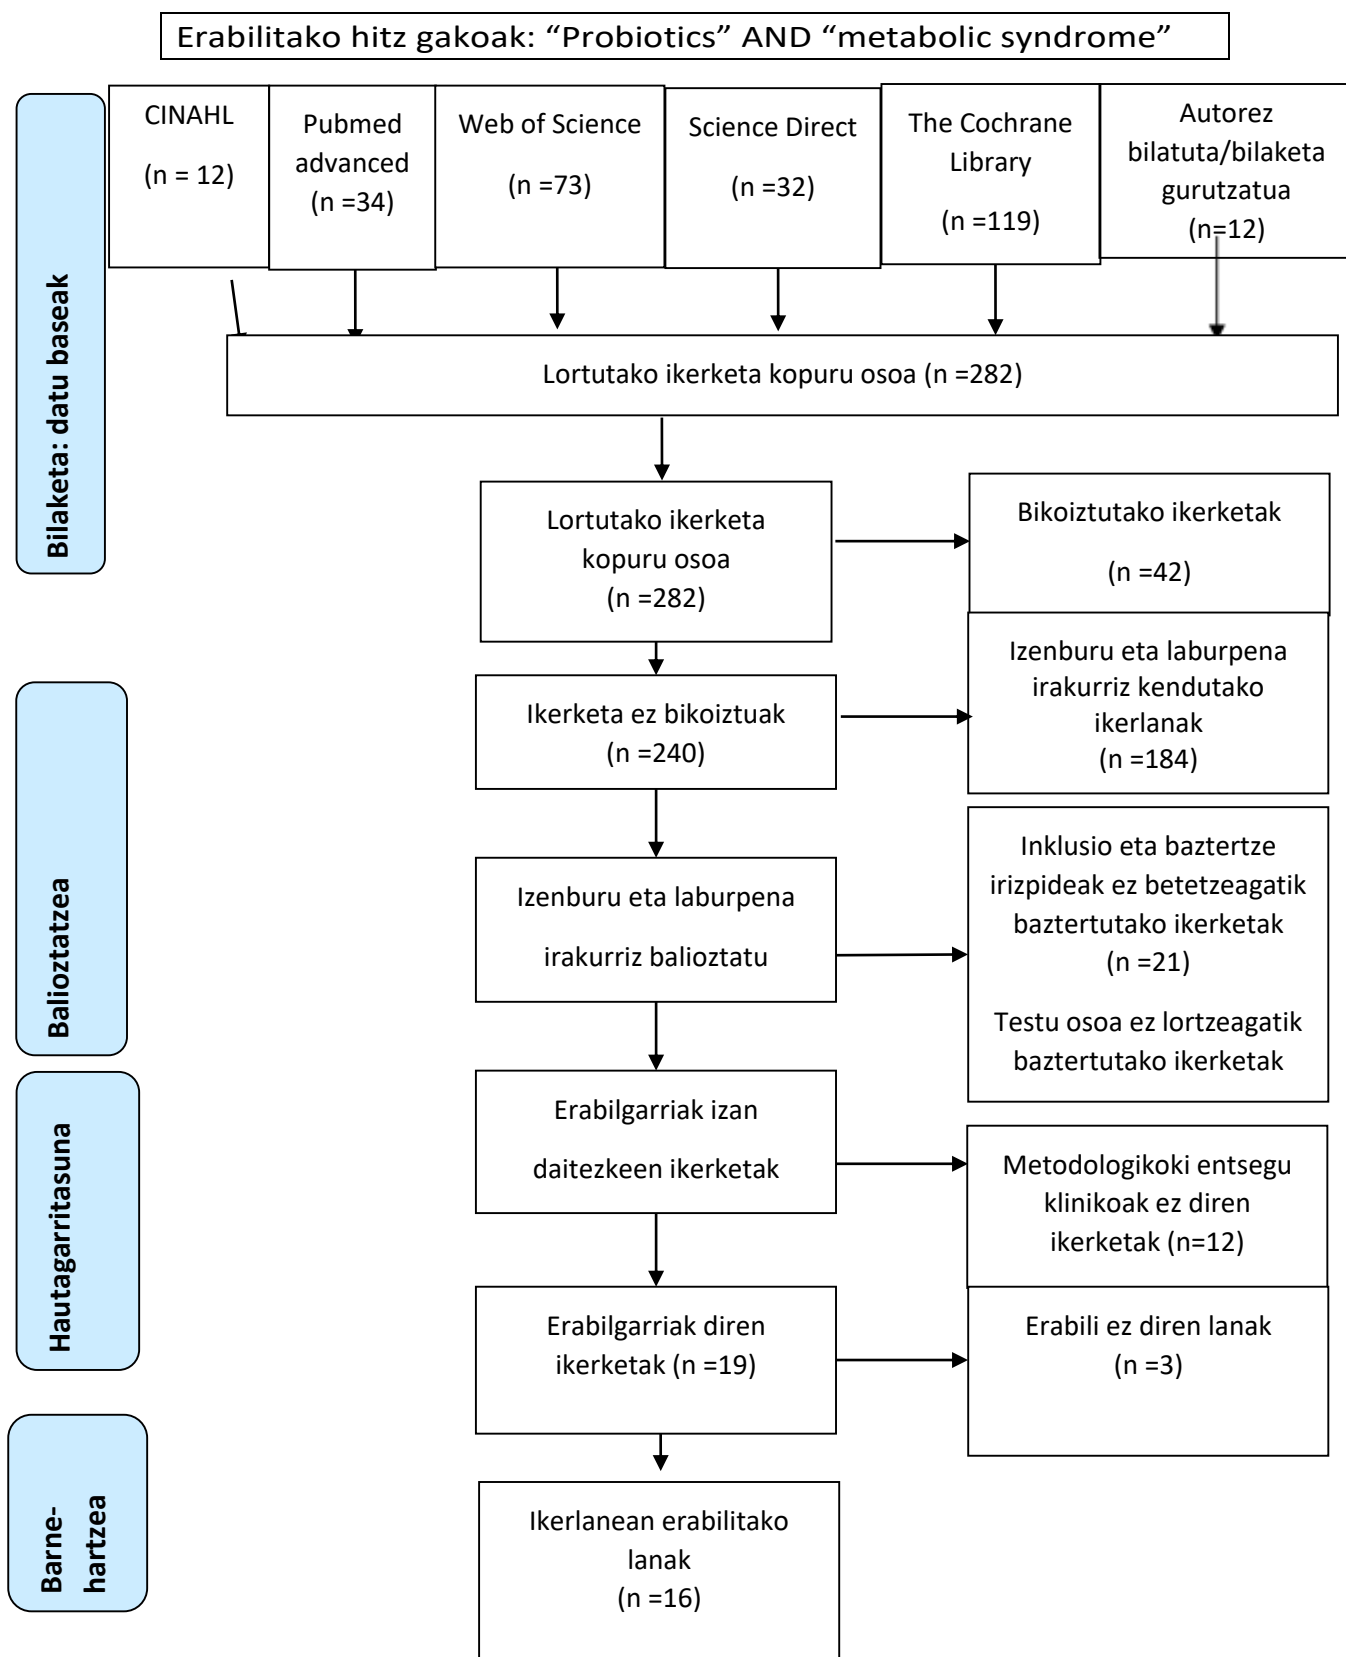 Erabilitako hitz gakoak: “Probiotics” AND “metabolic syndrome”
CINAHL
(n = 12)
Pubmed
advanced
(n =34)
Web of Science
(n =73)
Science Direct
(n =32)
The Cochrane
Library
(n =119)
Autorez
bilatuta/bilaketa
gurutzatua
(n=12)
Bilaketa: datu baseak
Lortutako ikerketa kopuru osoa (n =282)
Lortutako ikerketa
kopuru osoa
(n =282)
Bikoiztutako ikerketak
(n =42)
Balioztatzea
Ikerketa ez bikoiztuak
(n =240)
Izenburu eta laburpena
irakurriz kendutako
ikerlanak
(n =184)
Izenburu eta laburpena
irakurriz balioztatu
Inklusio eta baztertze
irizpideak ez betetzeagatik
baztertutako ikerketak
(n =21)
Testu osoa ez lortzeagatik
baztertutako ikerketak
Hautagarritasuna
Erabilgarriak izan
daitezkeen ikerketak
Metodologikoki entsegu
klinikoak ez diren
ikerketak (n=12)
Erabilgarriak diren
ikerketak (n =19)
Erabili ez diren lanak
(n =3)
Barne-
hartzea
Ikerlanean erabilitako
lanak
(n =16)